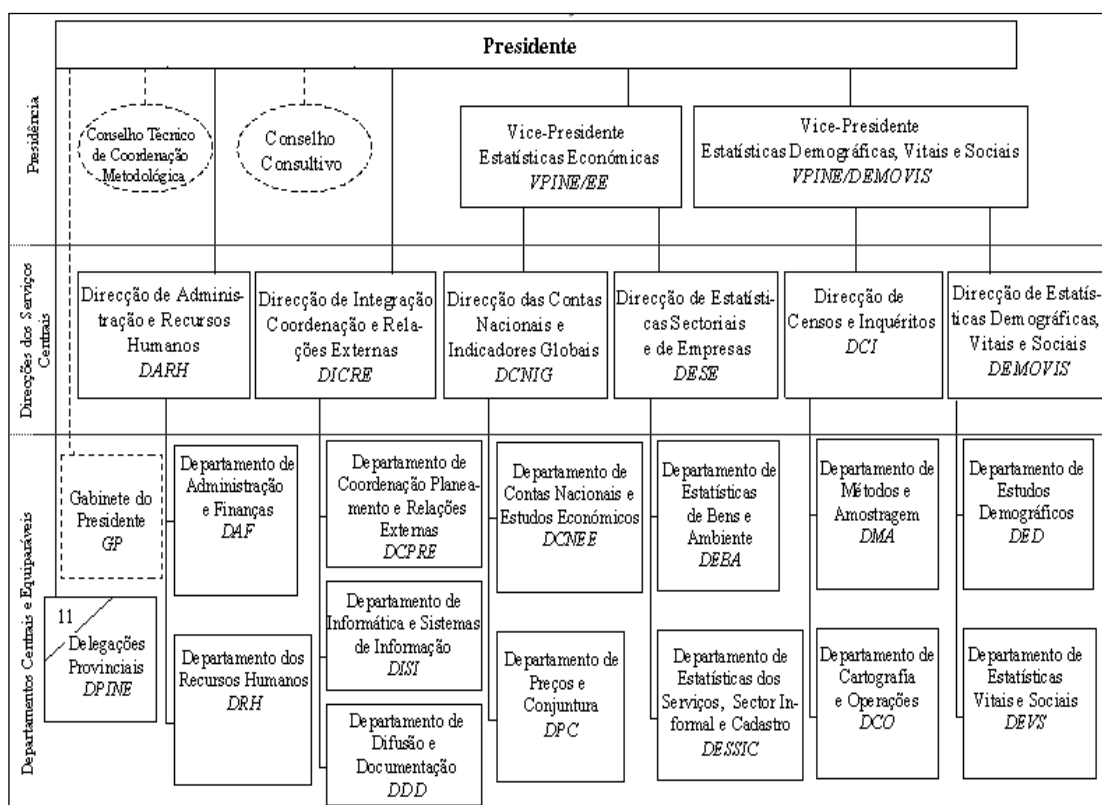 Presidente
Presidência
Conselho Técnico
de Coordenação
Metodológica
Conselho
Consultivo
Vice-Presidente
Estatísticas Económicas
VPINE/EE
Vice-Presidente
Estatísticas Demográficas, Vitais e Sociais
VPINE/DEMOVIS
Direcções dos Serviços
Centrais
Direcção de Adminis-
tração e Recursos
Humanos
DARH
Direcção de Integração
Coordenação e Rela-
ções Externas
DICRE
Direcção das Contas
Nacionais e
Indicadores Globais
DCNIG
Direcção de Estatísti-
cas Sectoriais
e de Empresas
DESE
Direcção de
Censos e Inquéritos
DCI
Direcção de Estatís-
ticas Demográficas,
Vitais e Sociais
DEMOVIS
Departamentos Centrais e Equiparáveis
Gabinete do
Presidente
GP
11
Delegações
Provinciais
DPINE
Departamento de
Administração
e Finanças
DAF
Departamento dos
Recursos Humanos
DRH
Departamento de
Coordenação Planea-
mento e Relações
Externas
DCPRE
Departamento de
Informática e Sistemas
de Informação
DISI
Departamento de
Difusão e
Documentação
DDD
Departamento de
Contas Nacionais e
Estudos Económicos
DCNEE
Departamento de
Preços e
Conjuntura
DPC
Departamento de
Estatísticas
de Bens e
Ambiente
DEBA
Departamento de
Estatísticas dos
Serviços, Sector In-
formal e Cadastro
DESSIC
Departamento de
Métodos e
Amostragem
DMA
Departamento de
Cartografia
e Operações
DCO
Departamento de
Estudos
Demográficos
DED
Departamento de
Estatísticas
Vitais e Sociais
DEVS